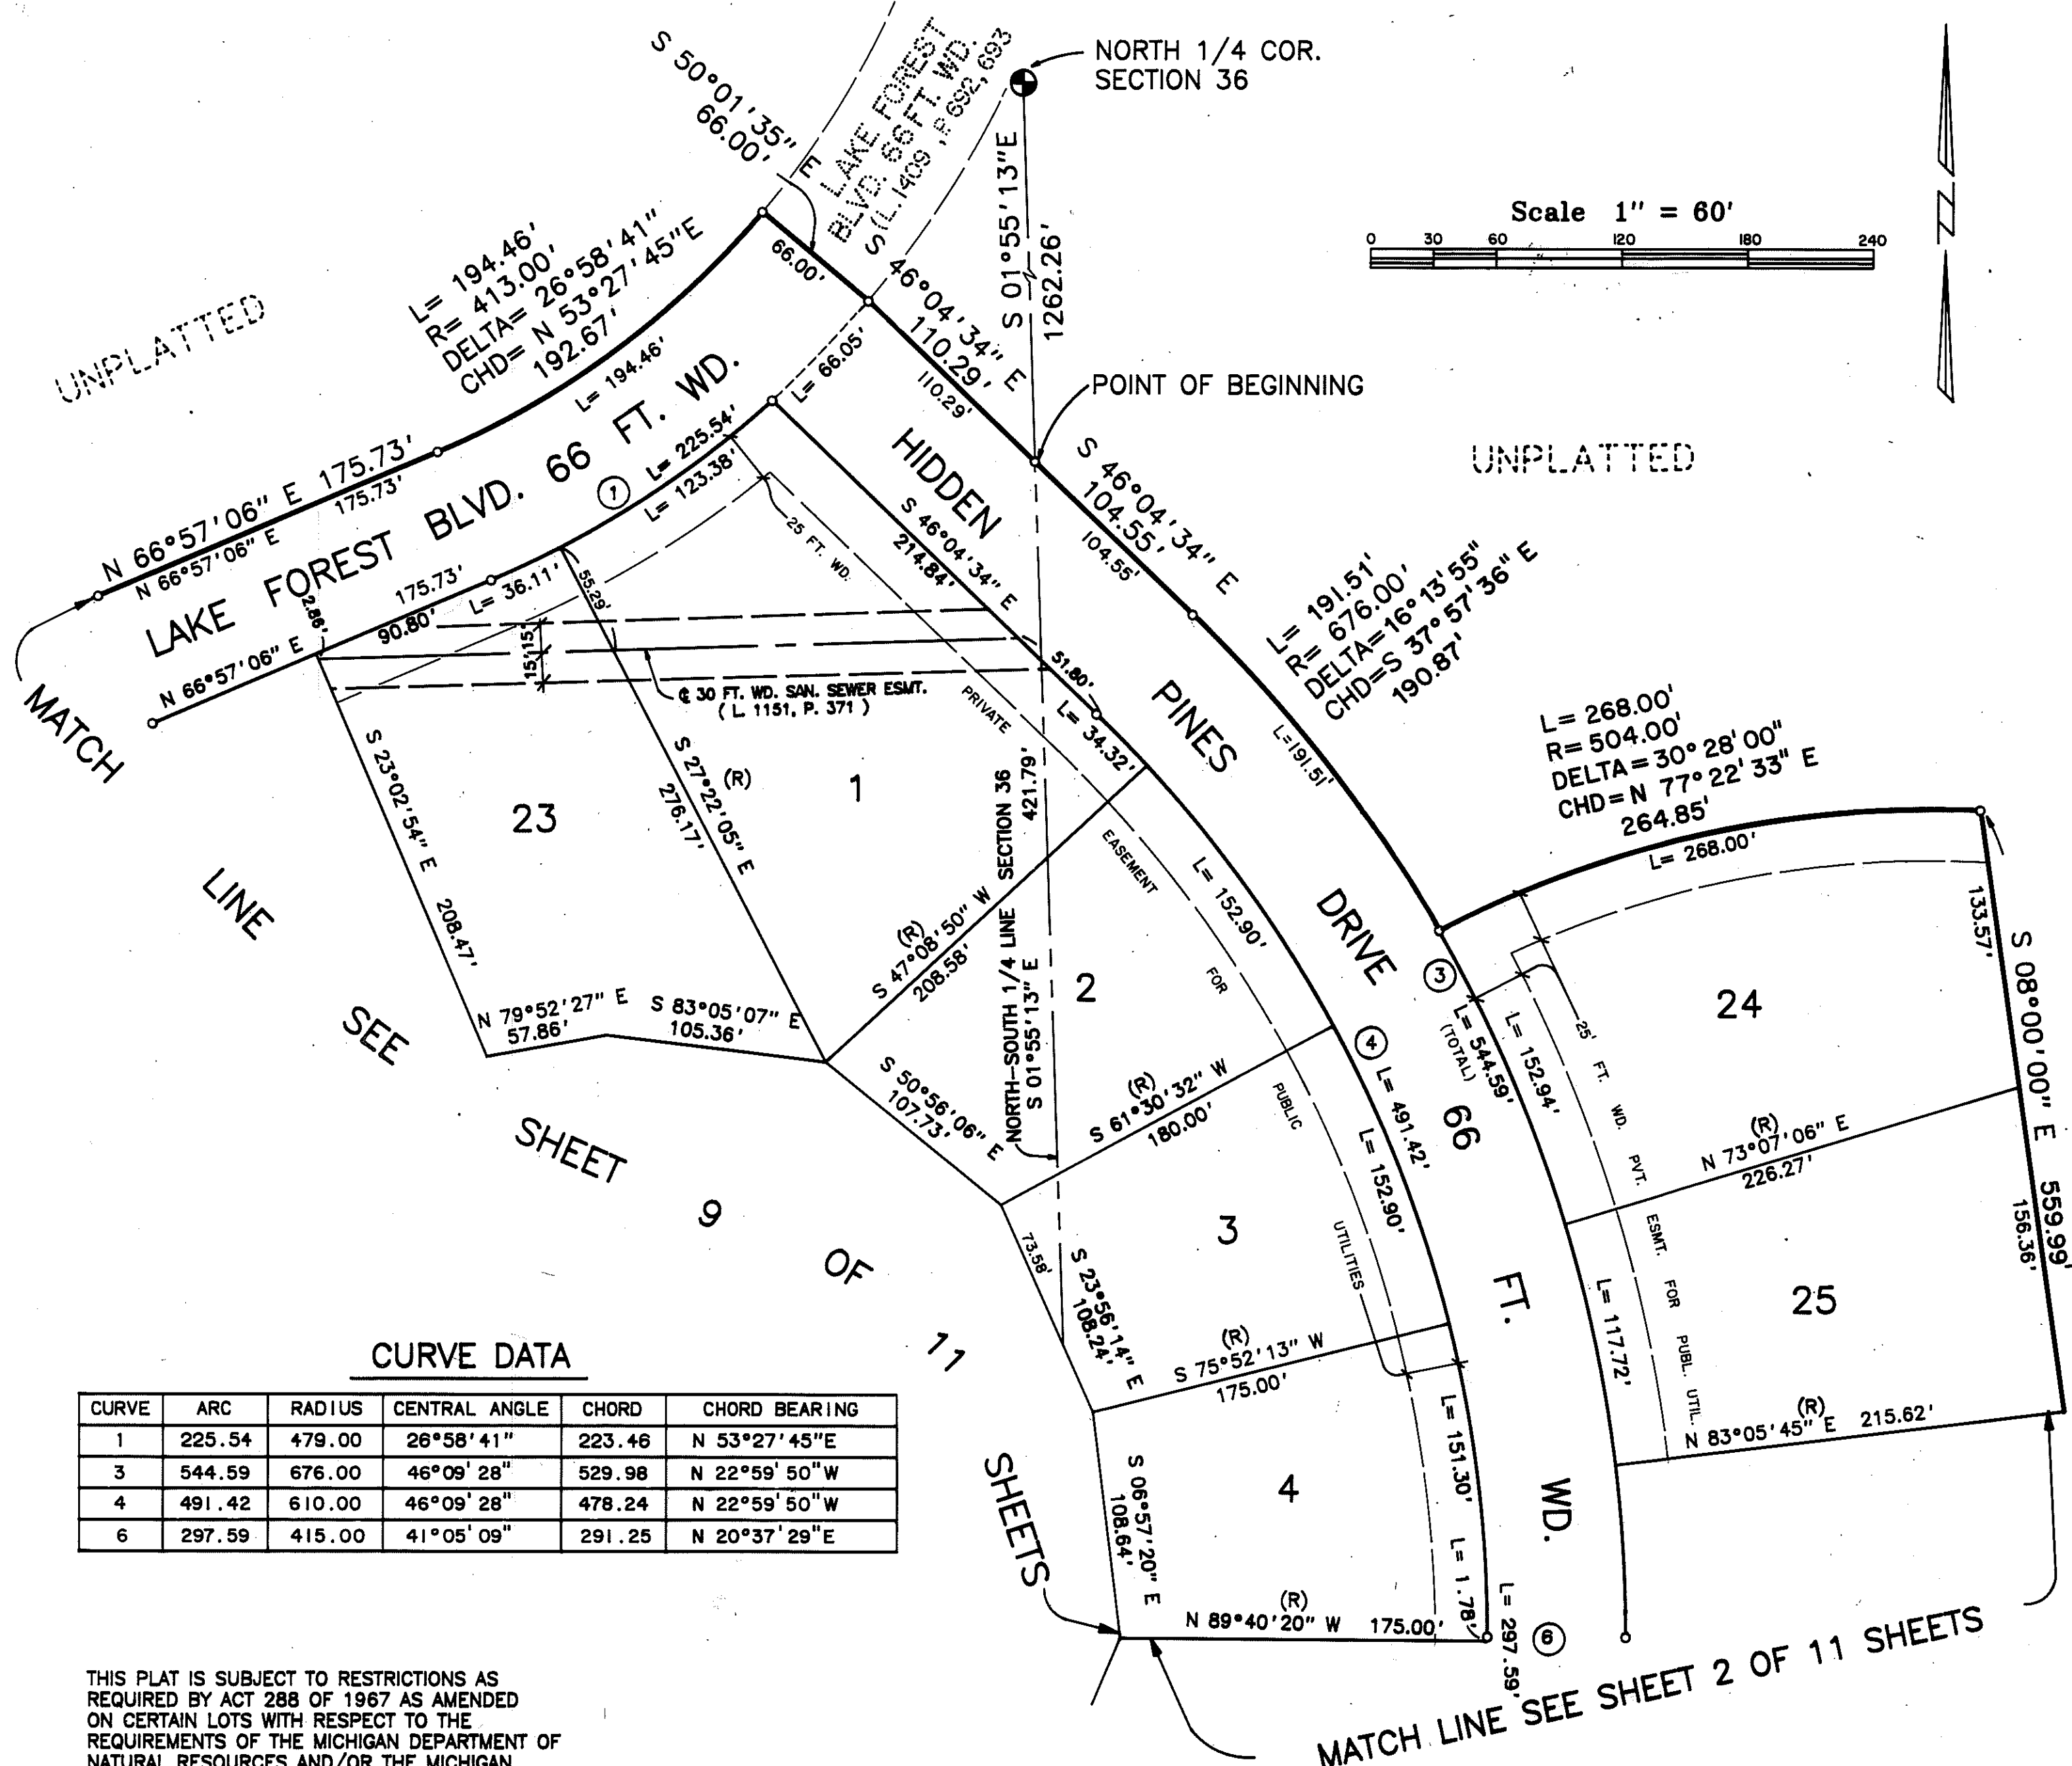 S 50°01'35" E
66.00'
LAKE FOREST
BLVD. 66 FT. WD.
(L.1409, P. 692, 693
NORTH 1/4 COR.
SECTION 36
S 01°55'13"E
1262.26'
Scale 1" = 60'
0 30 60 120 180 240
N
UNPLATTED
L= 194.46'
R= 413.00'
DELTA= 26°58'41"
CHD= N 53°27'45"E
192.67'
L= 194.46'
66.00'
S 46°04'34" E
110.29'
110.29'
L= 66.05'
POINT OF BEGINNING
UNPLATTED
S 46°04'34" E
104.55'
104.55'
N 66°57'06" E 175.73'
175.73'
N 66°57'06" E
LAKE FOREST BLVD. 66 FT. WD.
1
L= 225.54'
L= 123.38'
175.73'
L= 36.11'
2.86'
90.80'
N 66°57'06" E
55.29'
15' 15'
25 FT. WD.
PRIVATE
EASEMENT
FOR
PUBLIC
UTILITIES
S 46°04'34" E
214.84'
51.80'
L= 34.32'
℄ 30 FT. WD. SAN. SEWER ESMT.
( L. 1151, P. 371 )
HIDDEN PINES DRIVE 66 FT. WD.
L= 191.51'
R= 676.00'
DELTA=16°13'55"
CHD=S 37°57'36" E
190.87'
L=191.51'
L= 268.00'
R= 504.00'
DELTA=30°28'00"
CHD=N 77°22'33" E
264.85'
L= 268.00'
MATCH LINE SEE SHEET 9 OF 11 SHEETS
S 23°02'54" E 208.47'
23
S 27°22'05" E
276.17'
(R)
1
N 79°52'27" E
57.86'
S 83°05'07" E
105.36'
(R)
S 47°08'50" W
208.58'
NORTH-SOUTH 1/4 LINE SECTION 36
S 01°55'13" E 421.79'
2
L= 152.90'
S 50°56'06" E
107.73'
(R)
S 61°30'32" W
180.00'
4
L= 491.42'
L= 152.90'
3
L= 544.59'
(TOTAL)
L= 152.94'
25' FT. WD. PVT. ESMT. FOR PUBL. UTIL.
24
133.57'
S 08°00'00" E 559.99'
(R)
N 73°07'06" E
226.27'
156.36'
25
L= 117.72'
(R)
N 83°05'45" E 215.62'
3
73.58'
S 23°56'14" E
108.24'
(R)
S 75°52'13" W
175.00'
L= 151.30'
4
S 06°57'20" E
108.64'
L= 1.78'
(R)
N 89°40'20" W 175.00'
L= 297.59'
6
MATCH LINE SEE SHEET 2 OF 11 SHEETS
CURVE DATA
CURVE ARC RADIUS CENTRAL ANGLE CHORD CHORD BEARING
1 225.54 479.00 26°58'41" 223.46 N 53°27'45"E
3 544.59 676.00 46°09'28" 529.98 N 22°59'50"W
4 491.42 610.00 46°09'28" 478.24 N 22°59'50"W
6 297.59 415.00 41°05'09" 291.25 N 20°37'29"E
THIS PLAT IS SUBJECT TO RESTRICTIONS AS
REQUIRED BY ACT 288 OF 1967 AS AMENDED
ON CERTAIN LOTS WITH RESPECT TO THE
REQUIREMENTS OF THE MICHIGAN DEPARTMENT OF
NATURAL RESOURCES AND/OR THE MICHIGAN